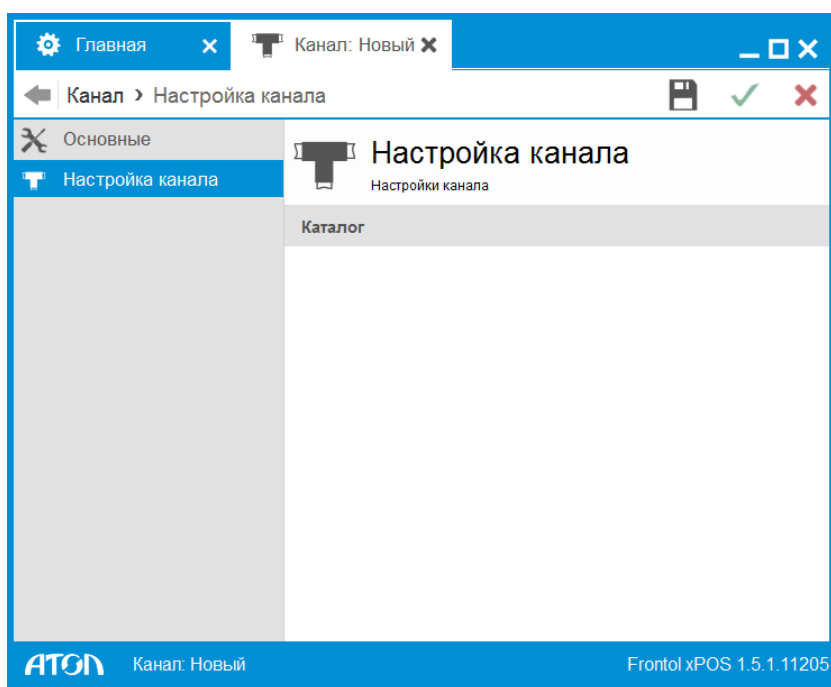 Главная
Канал: Новый
Канал › Настройка канала
Основные
Настройка канала
Настройка канала
Настройки канала
Каталог
АТОЛ Канал: Новый Frontol xPOS 1.5.1.11205